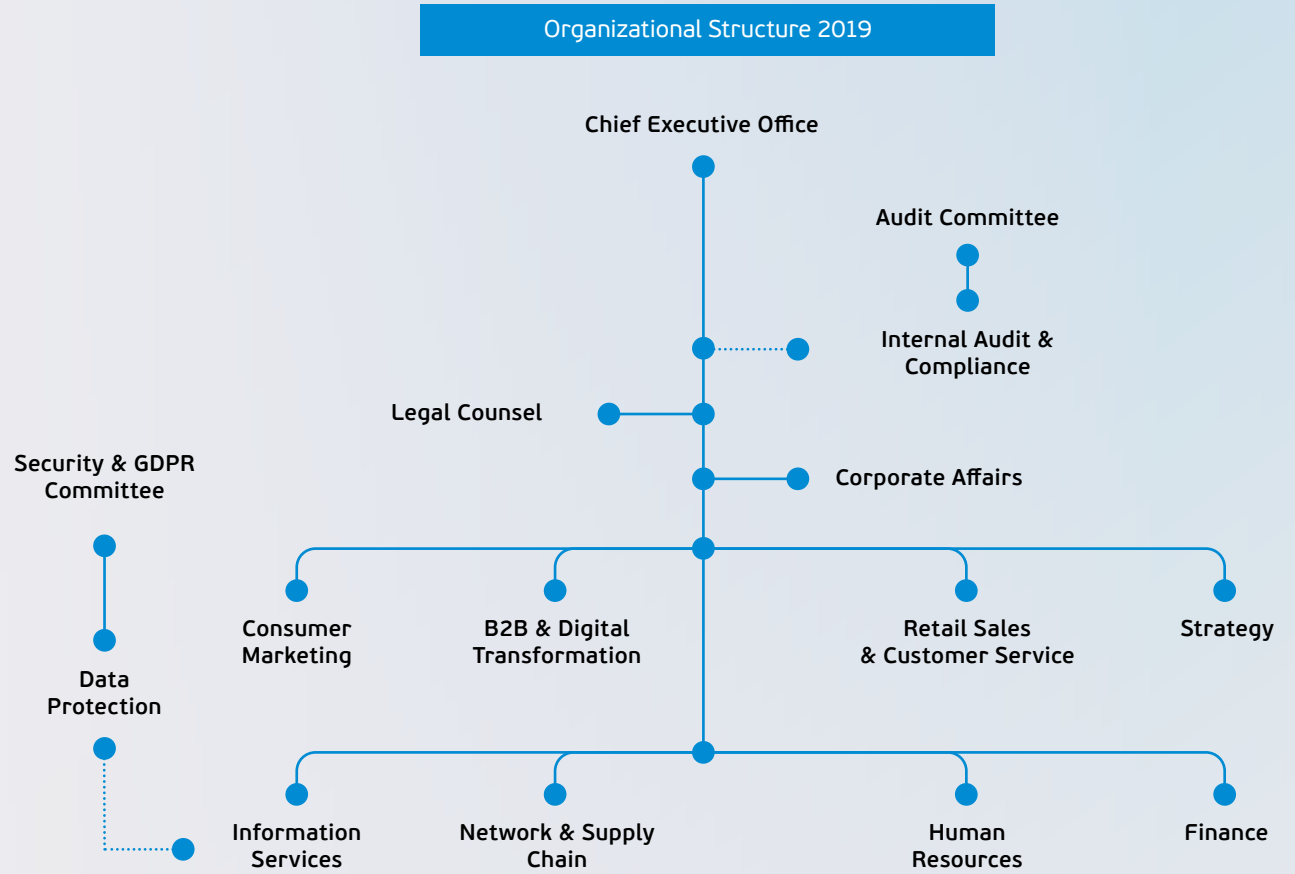 Organizational Structure 2019
Chief Executive Office
Audit Committee
Internal Audit &
Compliance
Legal Counsel
Security & GDPR
Committee
Corporate Affairs
Consumer
Marketing
B2B & Digital
Transformation
Retail Sales
& Customer Service
Strategy
Data
Protection
Information
Services
Network & Supply
Chain
Human
Resources
Finance